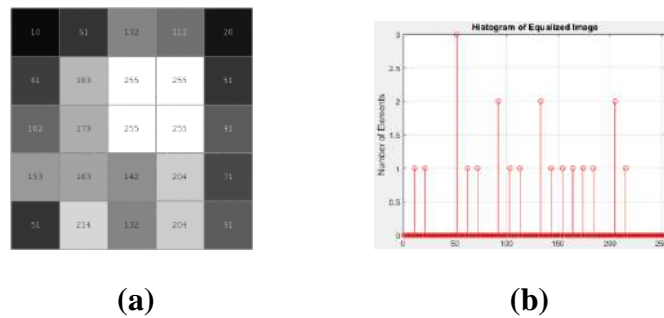 10 51 132 112 20
61 163 255 255 51
102 173 255 255 91
153 163 142 204 71
51 214 132 204 91
Histogram of Equalized Image
Number of Elements
3
2.5
2
1.5
1
0.5
0
0 50 100 150 200 250
(a) (b)